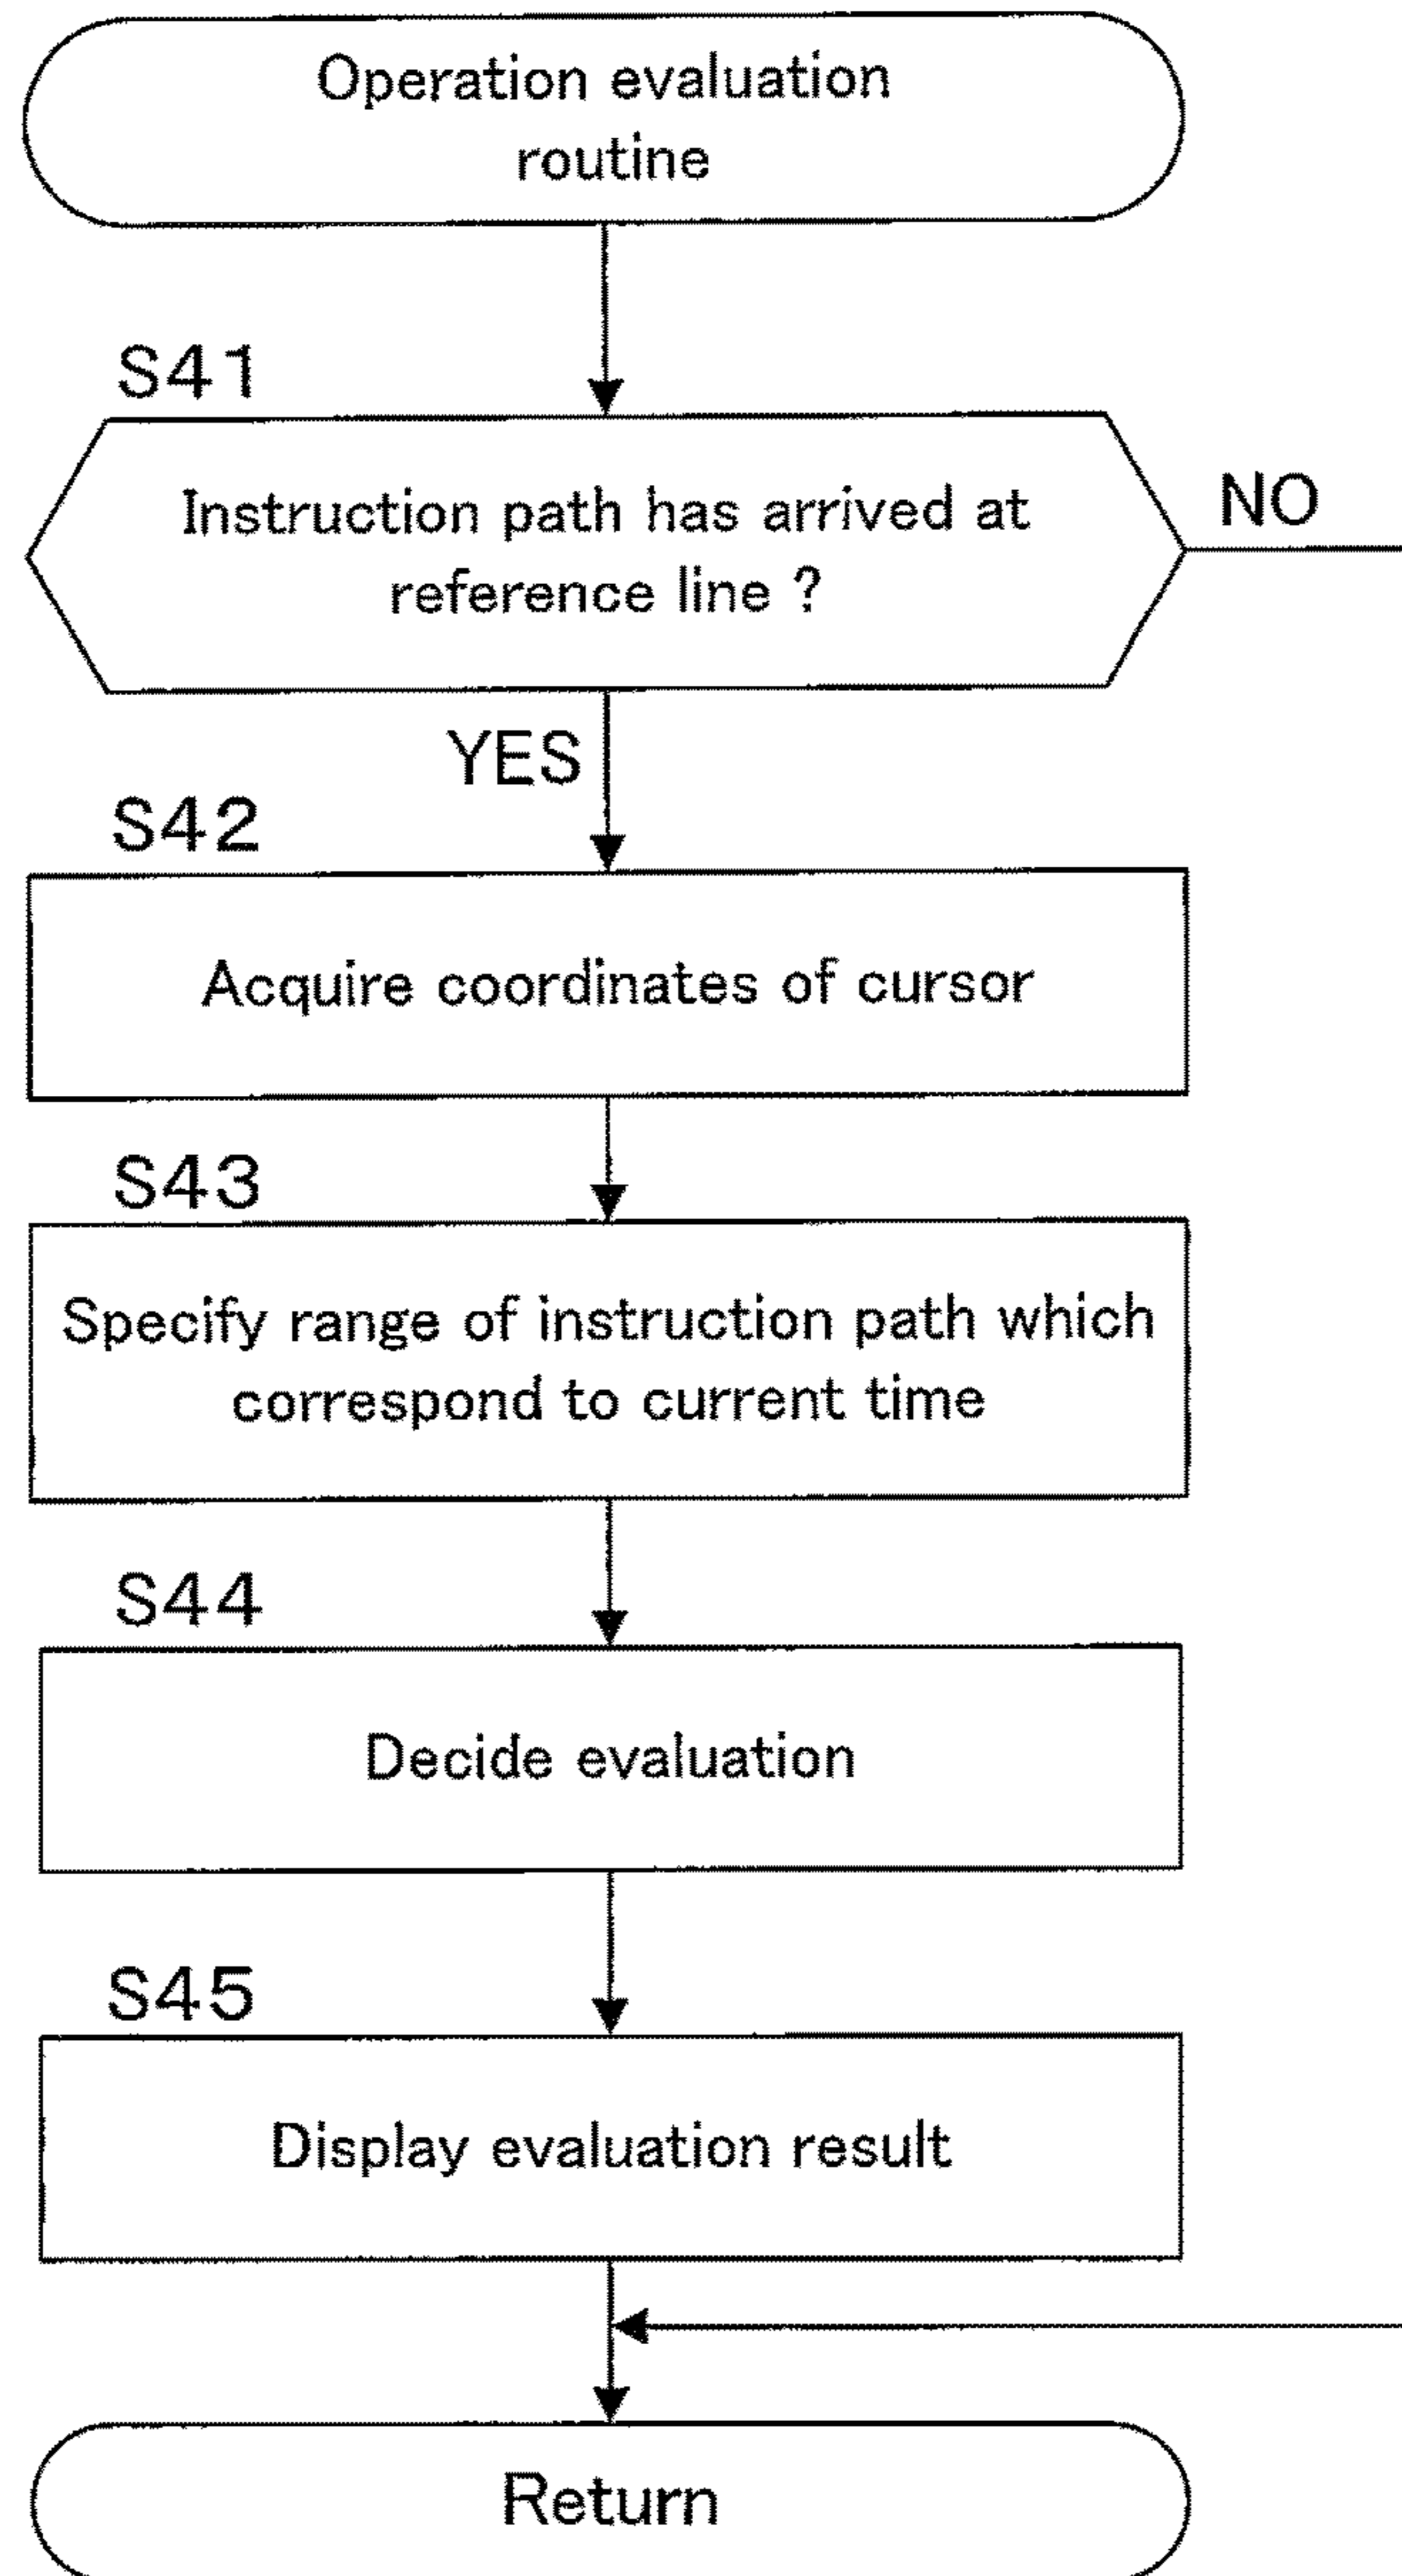 Operation evaluation
routine
S41
Instruction path has arrived at
reference line ?
NO
YES
S42
Acquire coordinates of cursor
S43
Specify range of instruction path which
correspond to current time
S44
Decide evaluation
S45
Display evaluation result
Return